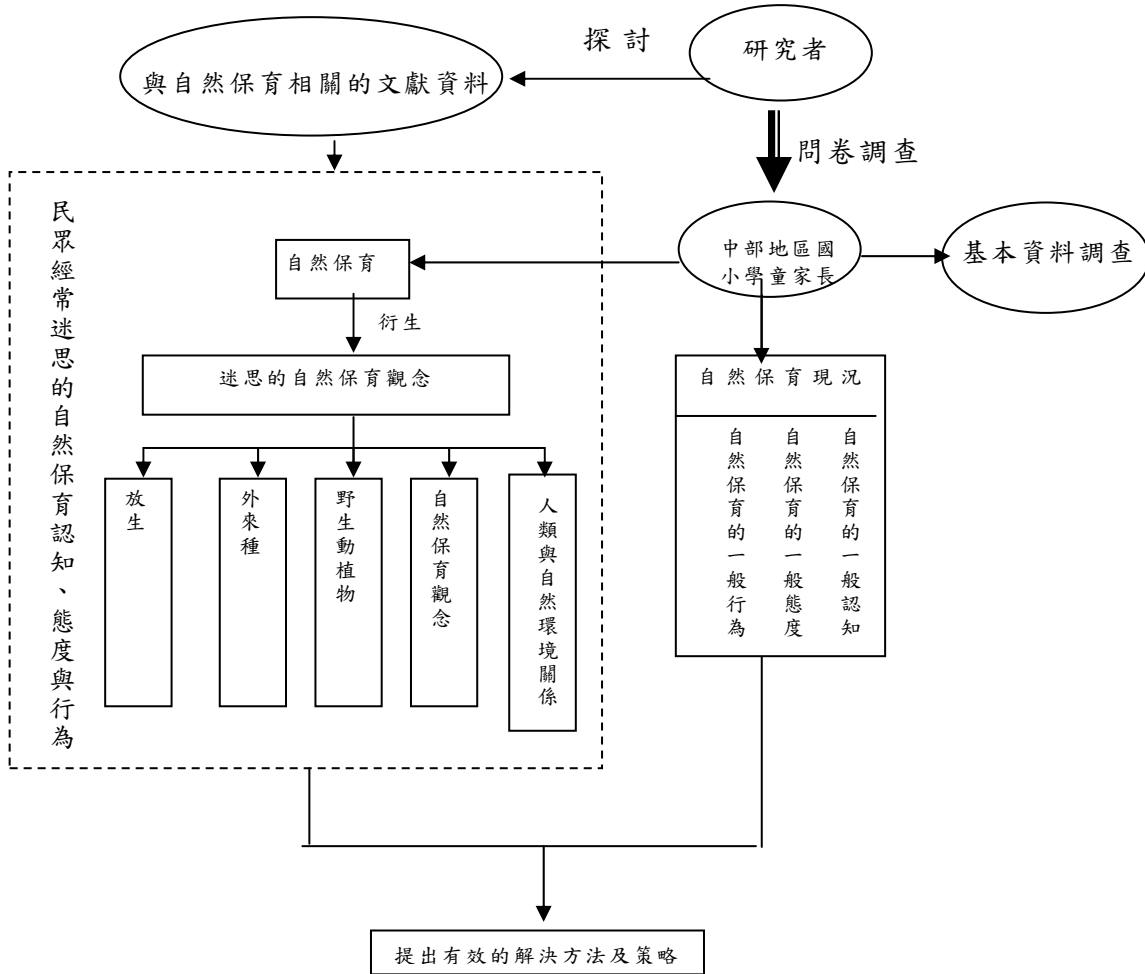 探討
研究者
與自然保育相關的文獻資料
問卷調查
中部地區國
小學童家長
基本資料調查
民眾經常迷思的自然保育認知、態度與行為
自然保育
衍生
迷思的自然保育觀念
放生
外來種
野生動植物
自然保育觀念
人類與自然環境關係
自然保育現況
自然保育的一般認知
自然保育的一般態度
自然保育的一般行為
提出有效的解決方法及策略